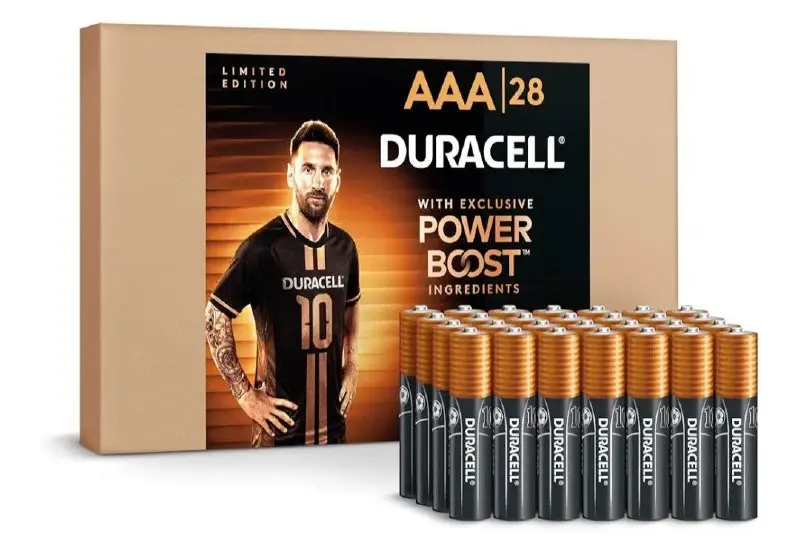 LIMITED
EDITION
AAA|28
DURACELL®
WITH EXCLUSIVE
POWER
BOOST™
INGREDIENTS
DURACELL
10
DURACELL
DURACELL
DURACELL
DURACELL
DURACELL
DURACELL
DURACELL